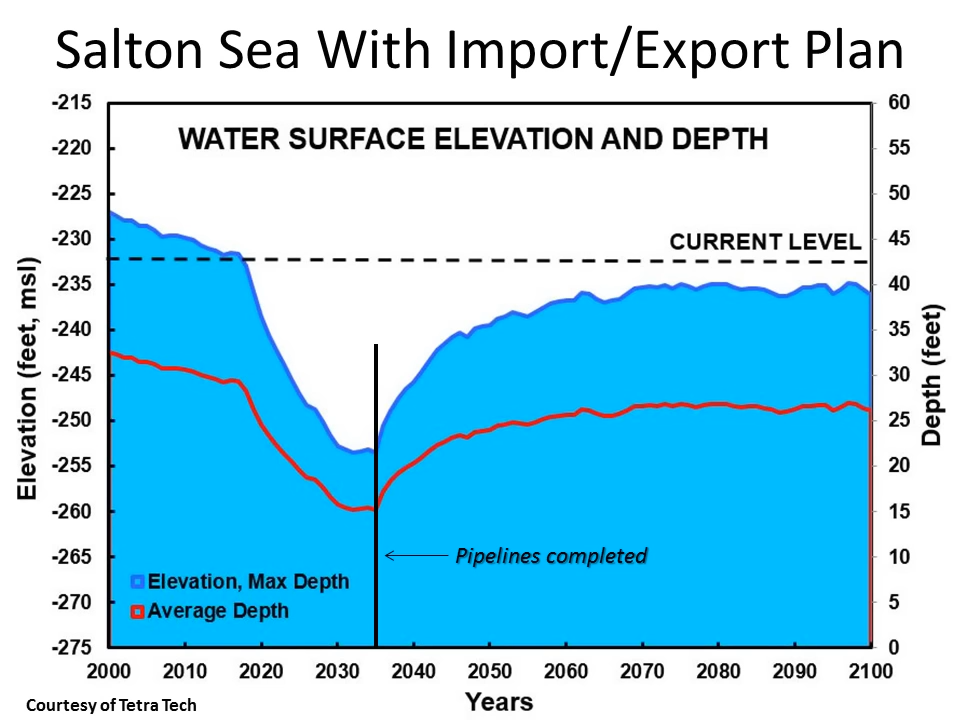 Salton Sea With Import/Export Plan
WATER SURFACE ELEVATION AND DEPTH
-215
-220
-225
-230
-235
-240
-245
-250
-255
-260
-265
-270
-275
Elevation (feet, msl)
60
55
50
45
40
35
30
25
20
15
10
5
0
Depth (feet)
CURRENT LEVEL
Pipelines completed
Elevation, Max Depth
Average Depth
2000 2010 2020 2030 2040 2050 2060 2070 2080 2090 2100
Years
Courtesy of Tetra Tech